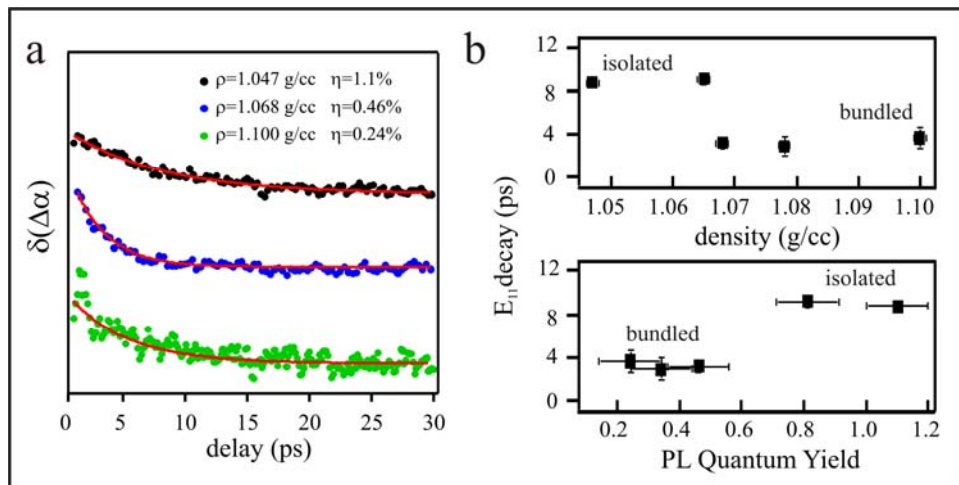 a
ρ=1.047 g/cc η=1.1%
ρ=1.068 g/cc η=0.46%
ρ=1.100 g/cc η=0.24%
δ(Δα)
0 5 10 15 20 25 30
delay (ps)
b
12
8
4
0
isolated
bundled
1.05 1.06 1.07 1.08 1.09 1.10
density (g/cc)
E₁₁ decay (ps)
12
8
4
0
isolated
bundled
0.2 0.4 0.6 0.8 1.0 1.2
PL Quantum Yield